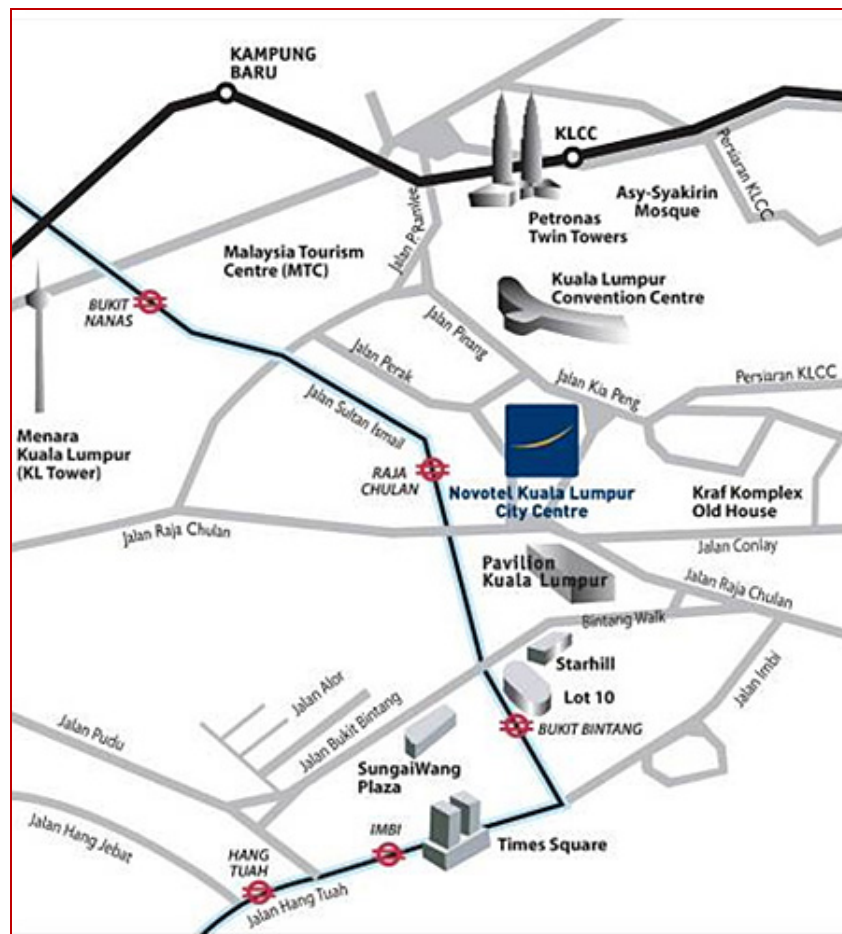 KAMPUNG
BARU
KLCC
Persiaran KLCC
Asy-Syakirin
Mosque
Petronas
Twin Towers
Jalan P Ramlee
Malaysia Tourism
Centre (MTC)
Kuala Lumpur
Convention Centre
BUKIT
NANAS
Jalan Pinang
Jalan Perak
Jalan Kia Peng
Persiaran KLCC
Jalan Sultan Ismail
Menara
Kuala Lumpur
(KL Tower)
RAJA
CHULAN
Novotel Kuala Lumpur
City Centre
Kraf Komplex
Old House
Jalan Raja Chulan
Jalan Conlay
Pavilion
Kuala Lumpur
Jalan Raja Chulan
Bintang Walk
Starhill
Jalan Imbi
Lot 10
Jalan Alor
BUKIT BINTANG
Jalan Pudu
Jalan Bukit Bintang
SungaiWang
Plaza
Jalan Hang Jebat
IMBI
Times Square
HANG
TUAH
Jalan Hang Tuah